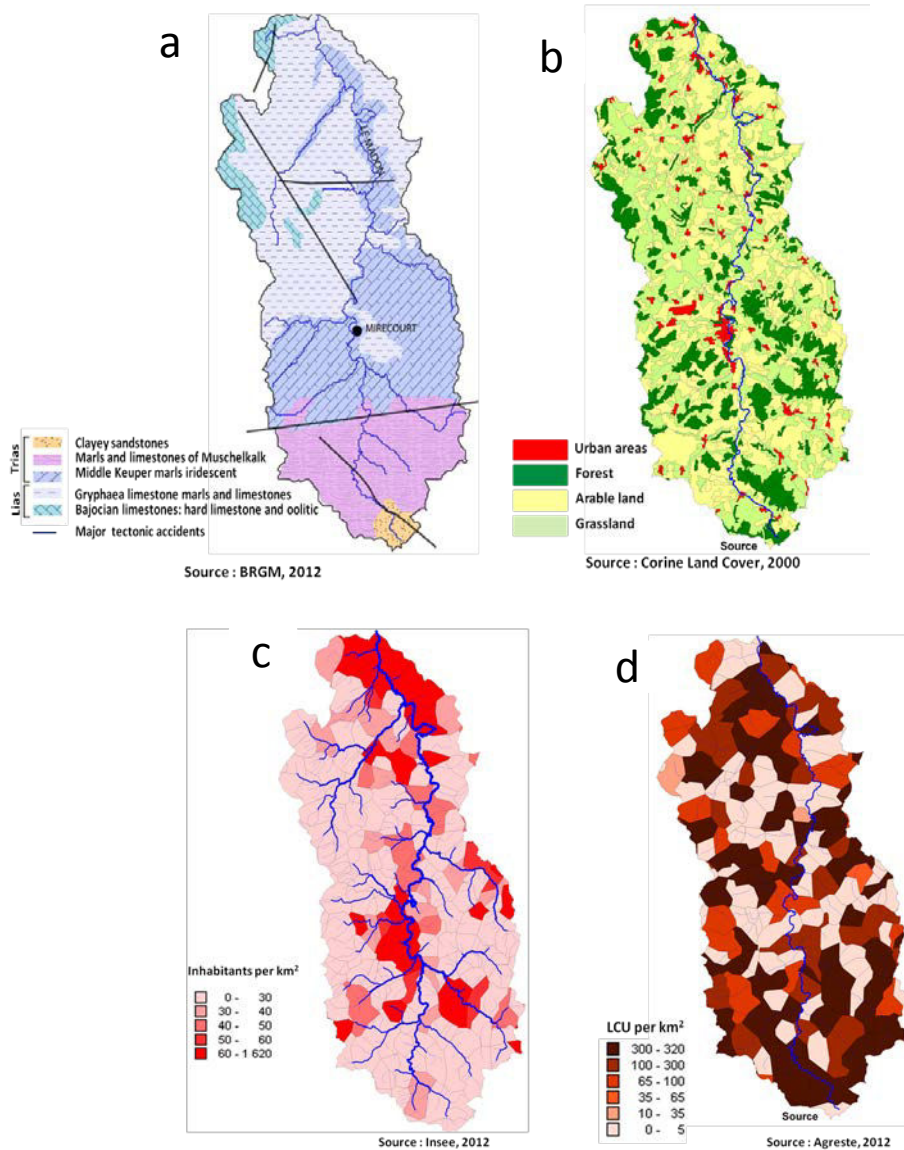 a
LE MADON
MIRECOURT
Trias
Lias
Clayey sandstones
Marls and limestones of Muschelkalk
Middle Keuper marls iridescent
Gryphaea limestone marls and limestones
Bajocian limestones: hard limestone and oolitic
Major tectonic accidents
Source : BRGM, 2012
b
Urban areas
Forest
Arable land
Grassland
Source
Source : Corine Land Cover, 2000
c
Inhabitants per km²
0 - 30
30 - 40
40 - 50
50 - 60
60 - 1 620
Source : Insee, 2012
d
LCU per km²
300 - 320
100 - 300
65 - 100
35 - 65
10 - 35
0 - 5
Source
Source : Agreste, 2012